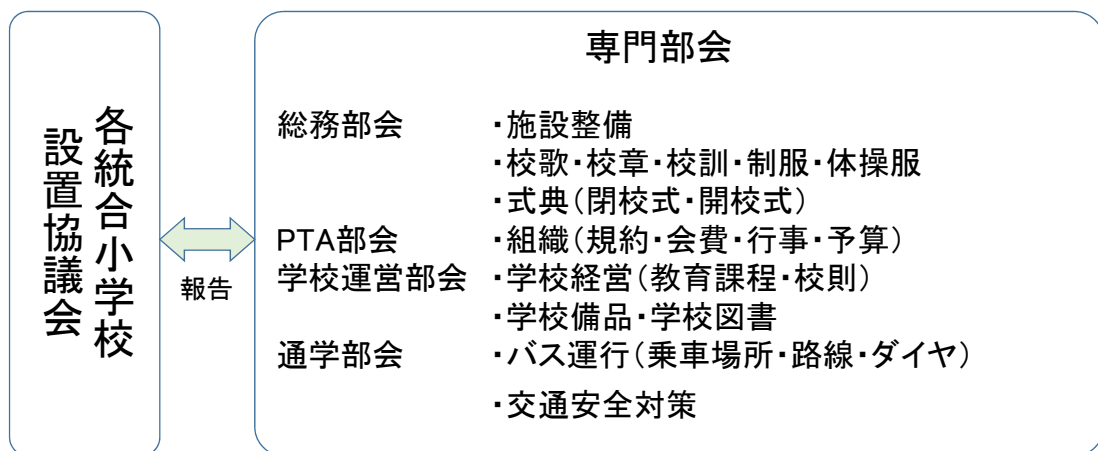 各統合小学校
設置協議会
報告
専門部会
総務部会 ・施設整備
・校歌・校章・校訓・制服・体操服
・式典(閉校式・開校式)
PTA部会 ・組織(規約・会費・行事・予算)
学校運営部会 ・学校経営(教育課程・校則)
・学校備品・学校図書
通学部会 ・バス運行(乗車場所・路線・ダイヤ)
・交通安全対策